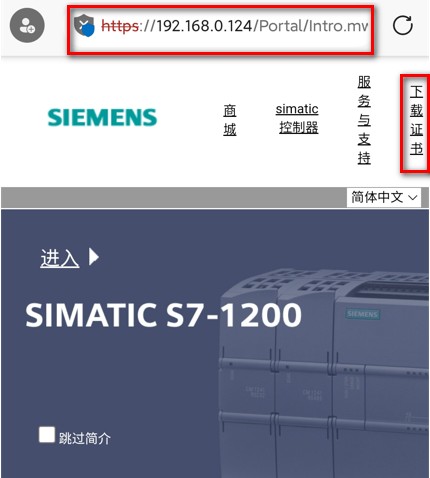 https://192.168.0.124/Portal/Intro.mw
SIEMENS
商城
simatic
控制器
服务与支持
下载证书
简体中文
进入
SIEMENS
SIMATIC S7-1200
跳过简介